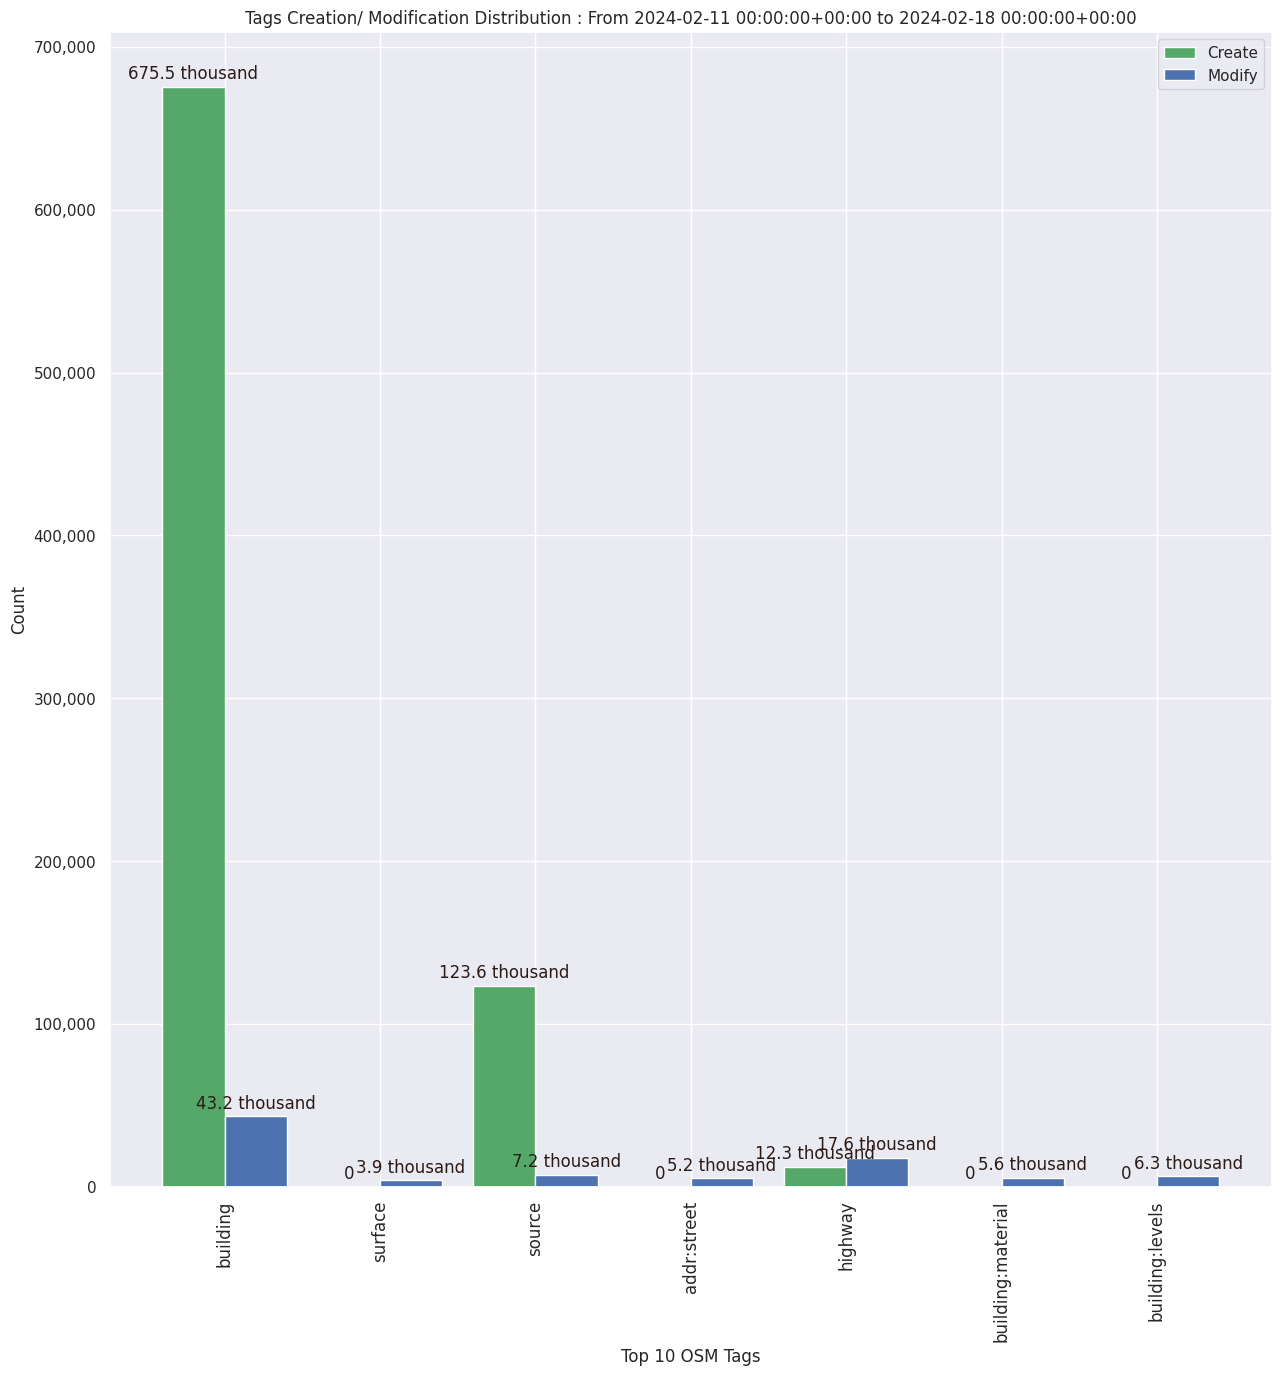 Tags Creation/ Modification Distribution : From 2024-02-11 00:00:00+00:00 to 2024-02-18 00:00:00+00:00
Create
Modify
700,000
600,000
500,000
400,000
300,000
200,000
100,000
0
Count
675.5 thousand
43.2 thousand
0
3.9 thousand
123.6 thousand
7.2 thousand
0
5.2 thousand
12.3 thousand
17.6 thousand
0
5.6 thousand
0
6.3 thousand
building
surface
source
addr:street
highway
building:material
building:levels
Top 10 OSM Tags